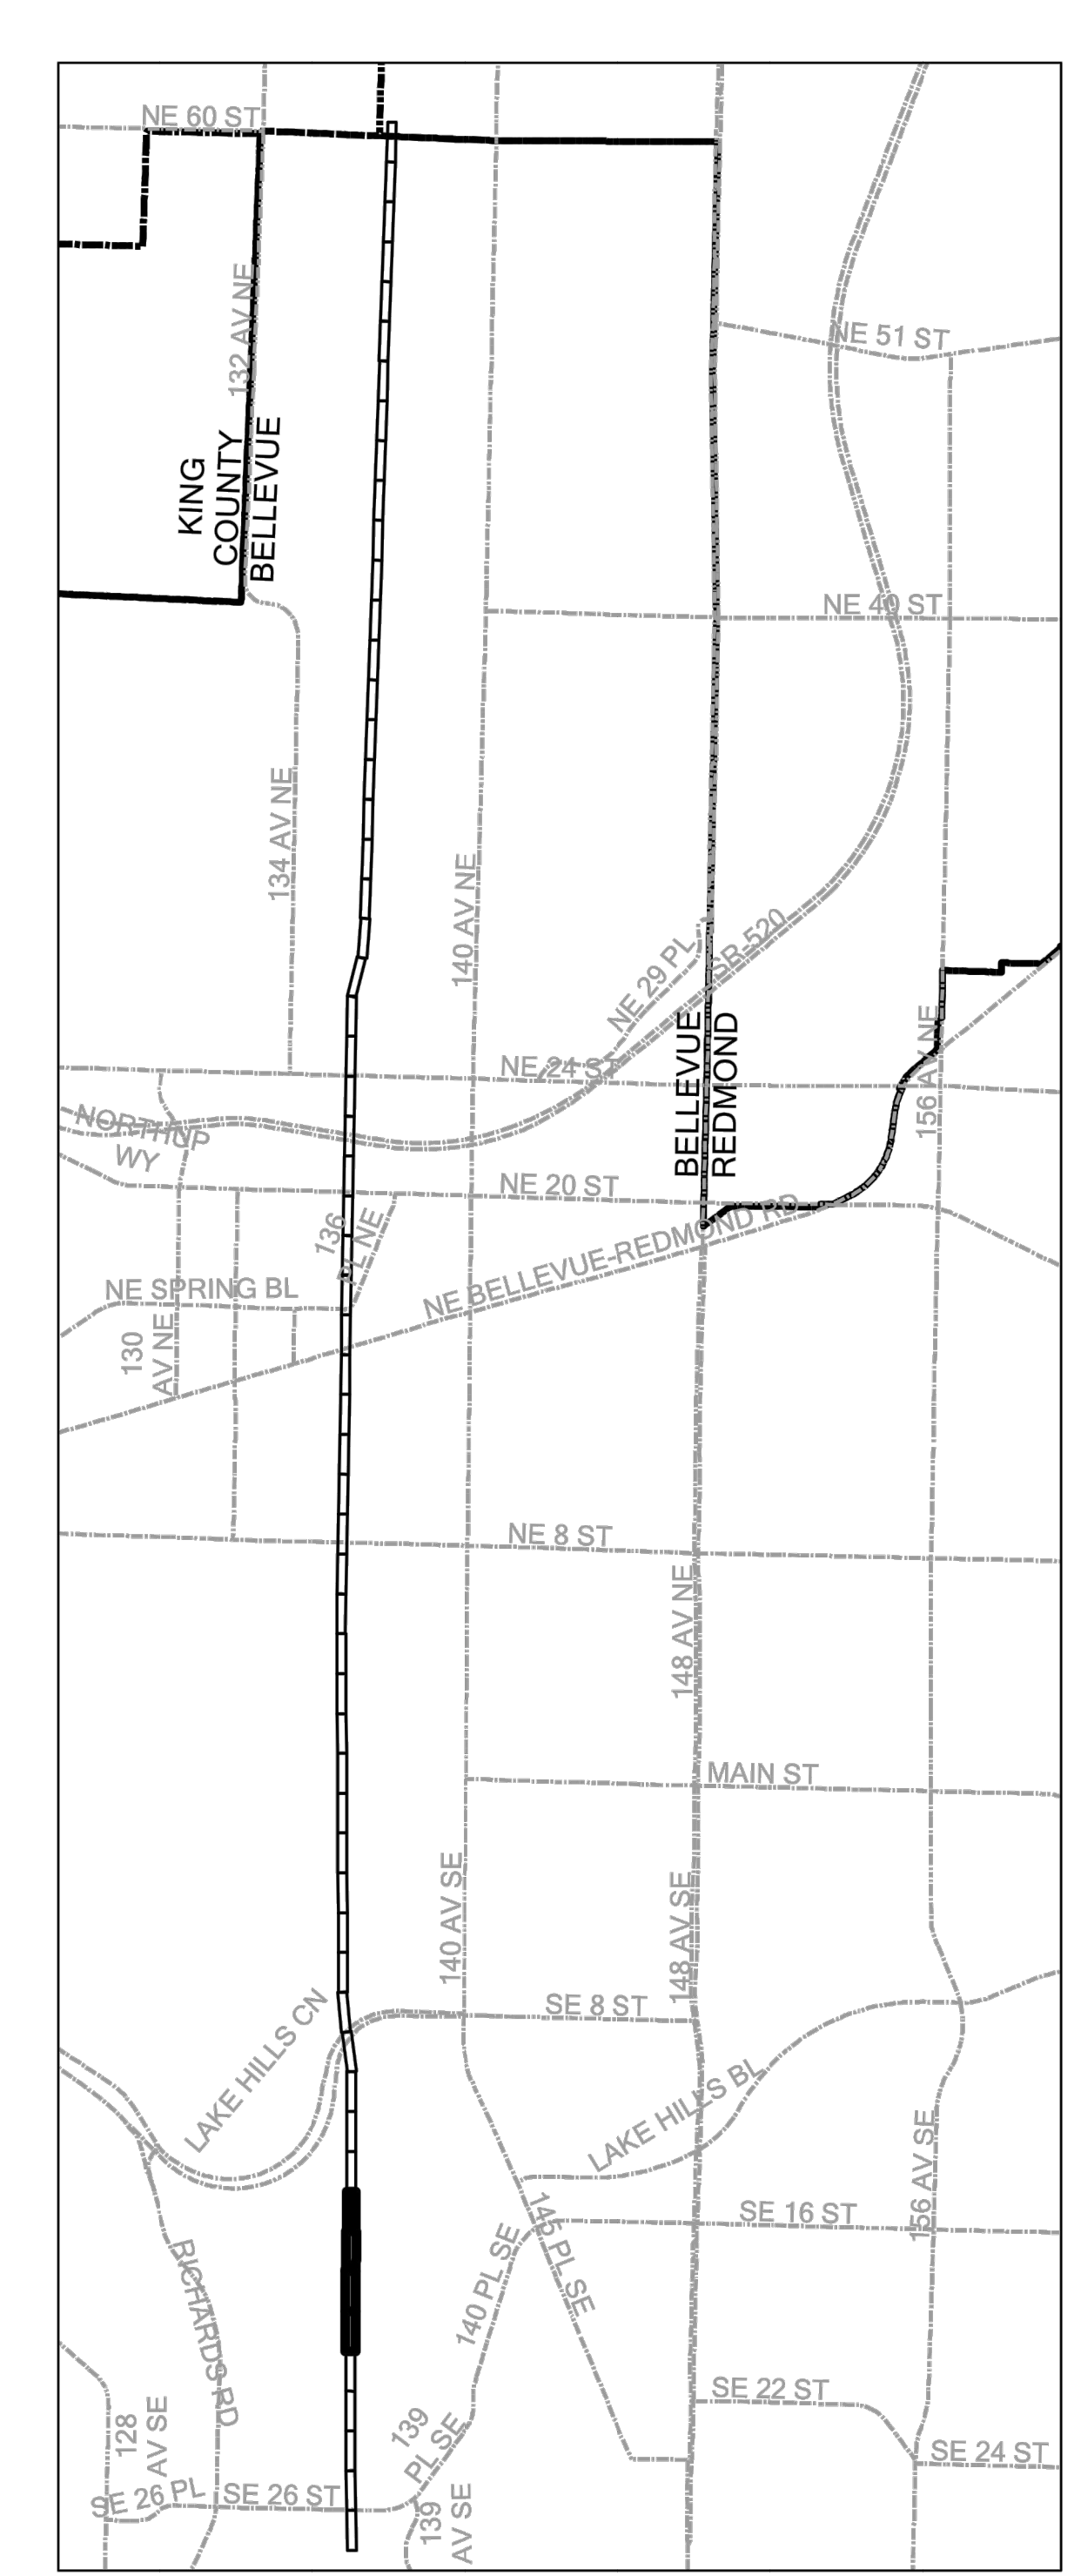 NE 60 ST
132 AV NE
NE 51 ST
KING
COUNTY
BELLEVUE
NE 40 ST
134 AV NE
140 AV NE
NE 29 PL
SR-520
BELLEVUE
REDMOND
156 AV NE
NE 24 ST
NORTHUP
WY
NE 20 ST
136
PL NE
NE BELLEVUE-REDMOND RD
NE SPRING BL
130
AV NE
NE 8 ST
148 AV NE
MAIN ST
140 AV SE
148 AV SE
LAKE HILLS CN
SE 8 ST
LAKE HILLS BL
156 AV SE
SE 16 ST
145 PL SE
140 PL SE
RICHARDS RD
SE 22 ST
128
AV SE
139
PL SE
SE 24 ST
SE 26 PL
SE 26 ST
139
AV SE